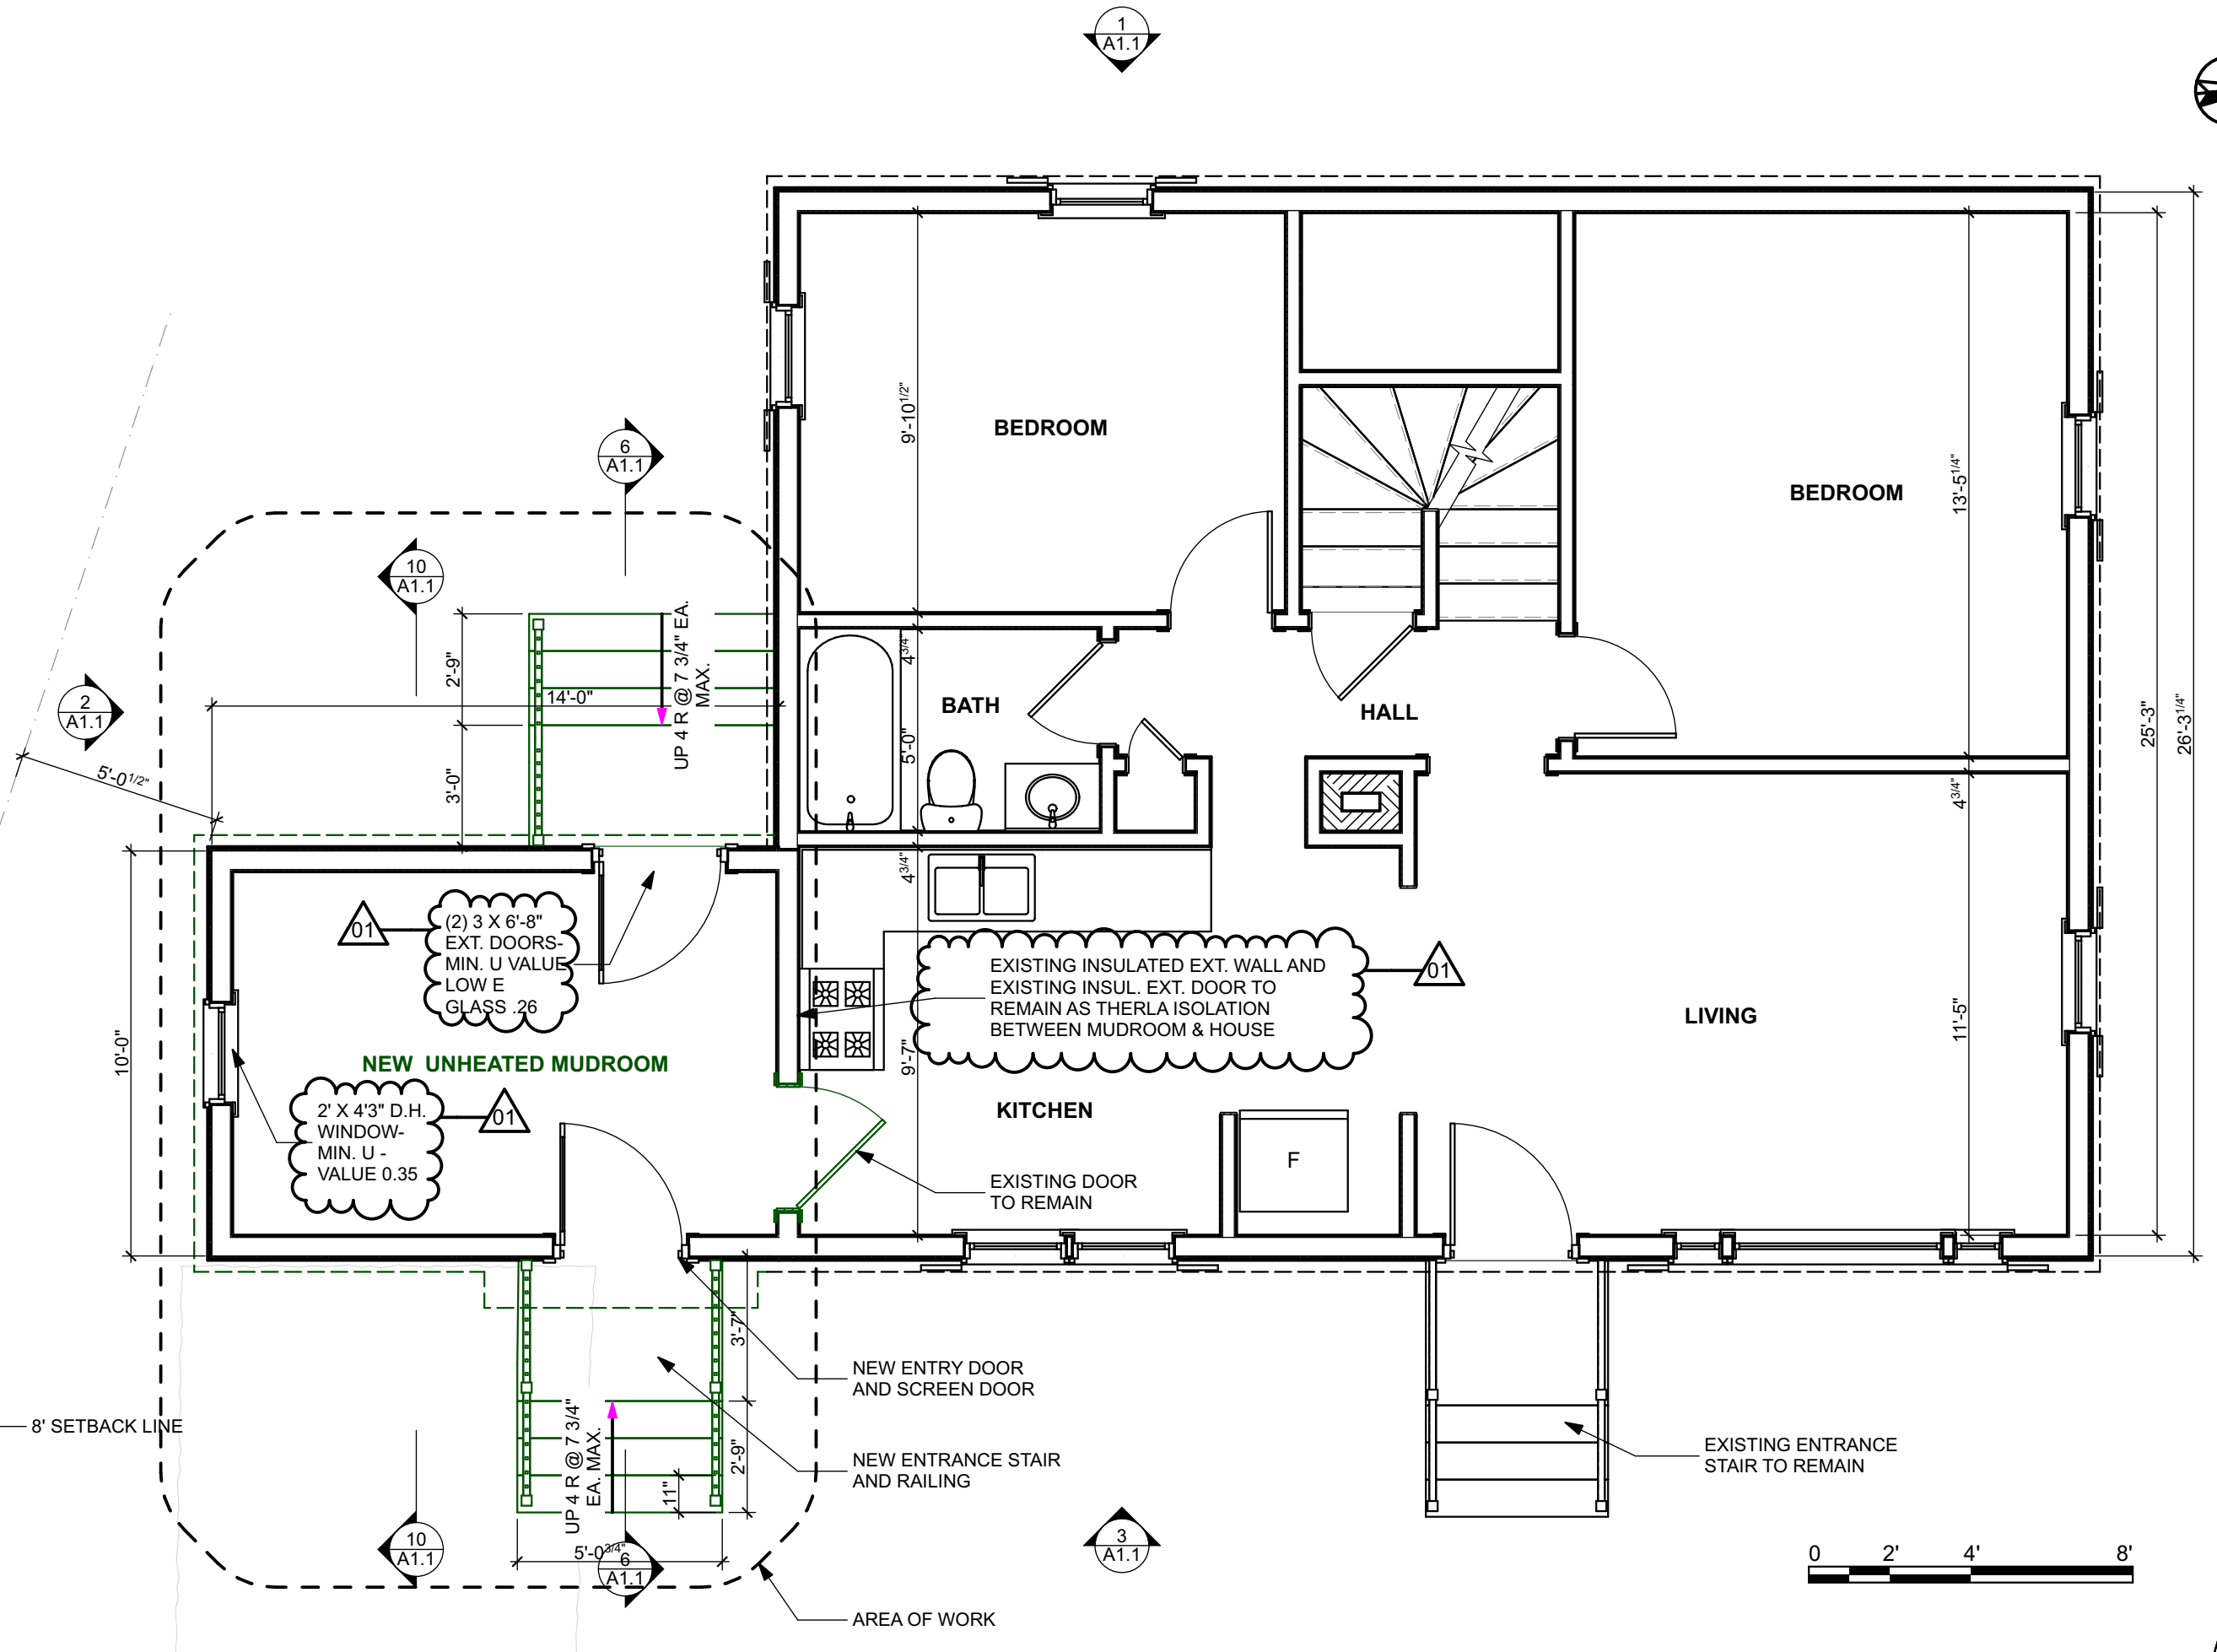 1
A1.1
BEDROOM
9'-10 1/2"
BEDROOM
13'-5 1/4"
6
A1.1
10
A1.1
2
A1.1
2'-9"
14'-0"
3'-0"
UP 4 R @ 7 3/4" EA.
MAX.
5'-0 1/2"
4 3/4"
BATH
5'-0"
HALL
25'-3"
26'-3 1/4"
4 3/4"
4 3/4"
01
(2) 3 X 6'-8"
EXT. DOORS-
MIN. U VALUE
LOW E
GLASS .26
EXISTING INSULATED EXT. WALL AND
EXISTING INSUL. EXT. DOOR TO
REMAIN AS THERLA ISOLATION
BETWEEN MUDROOM & HOUSE
01
LIVING
11'-5"
10'-0"
NEW UNHEATED MUDROOM
9'-7"
2' X 4'3" D.H.
WINDOW-
MIN. U -
VALUE 0.35
01
KITCHEN
F
EXISTING DOOR
TO REMAIN
3'-7"
NEW ENTRY DOOR
AND SCREEN DOOR
8' SETBACK LINE
UP 4 R @ 7 3/4"
EA. MAX.
11"
2'-9"
NEW ENTRANCE STAIR
AND RAILING
EXISTING ENTRANCE
STAIR TO REMAIN
10
A1.1
5'-0 3/4"
6
A1.1
3
A1.1
0 2' 4' 8'
AREA OF WORK